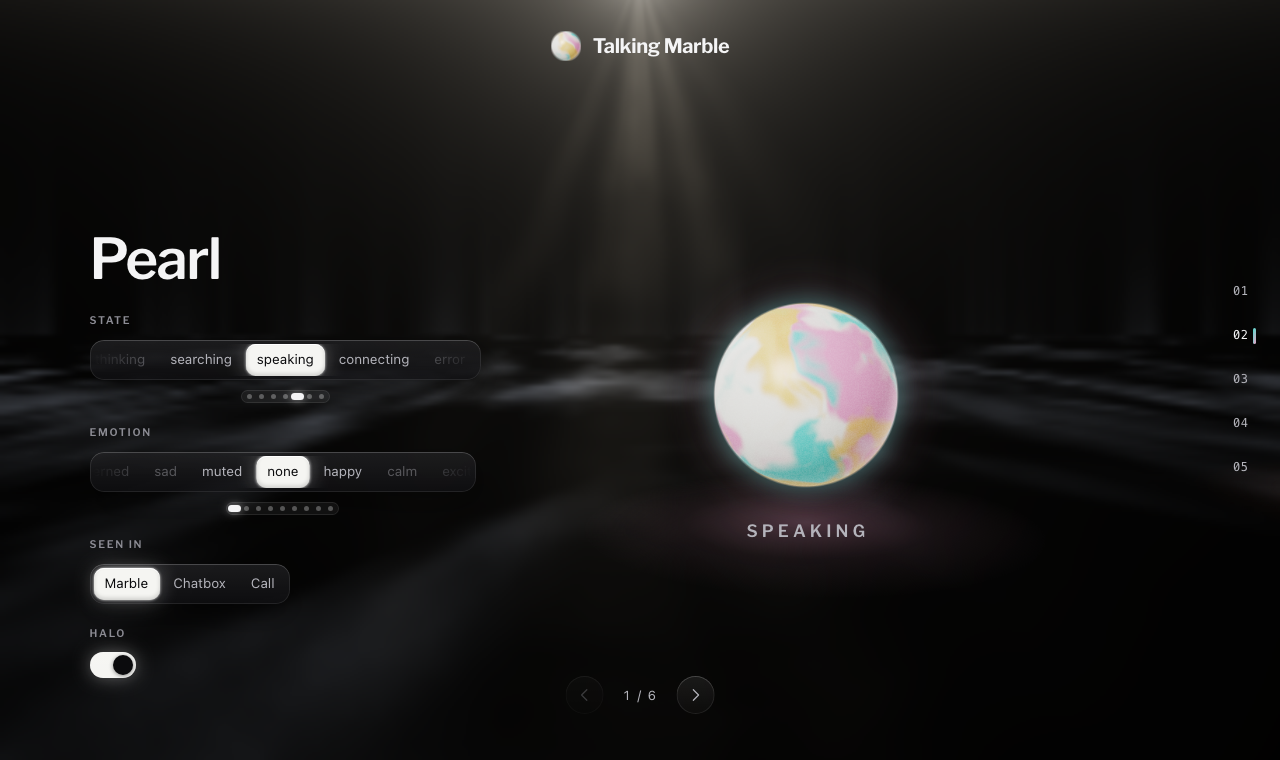 Talking Marble
Pearl
STATE
searching speaking connecting error
EMOTION
sad muted none happy calm
SEEN IN
Marble Chatbox Call
HALO
SPEAKING
1 / 6
01
02
03
04
05